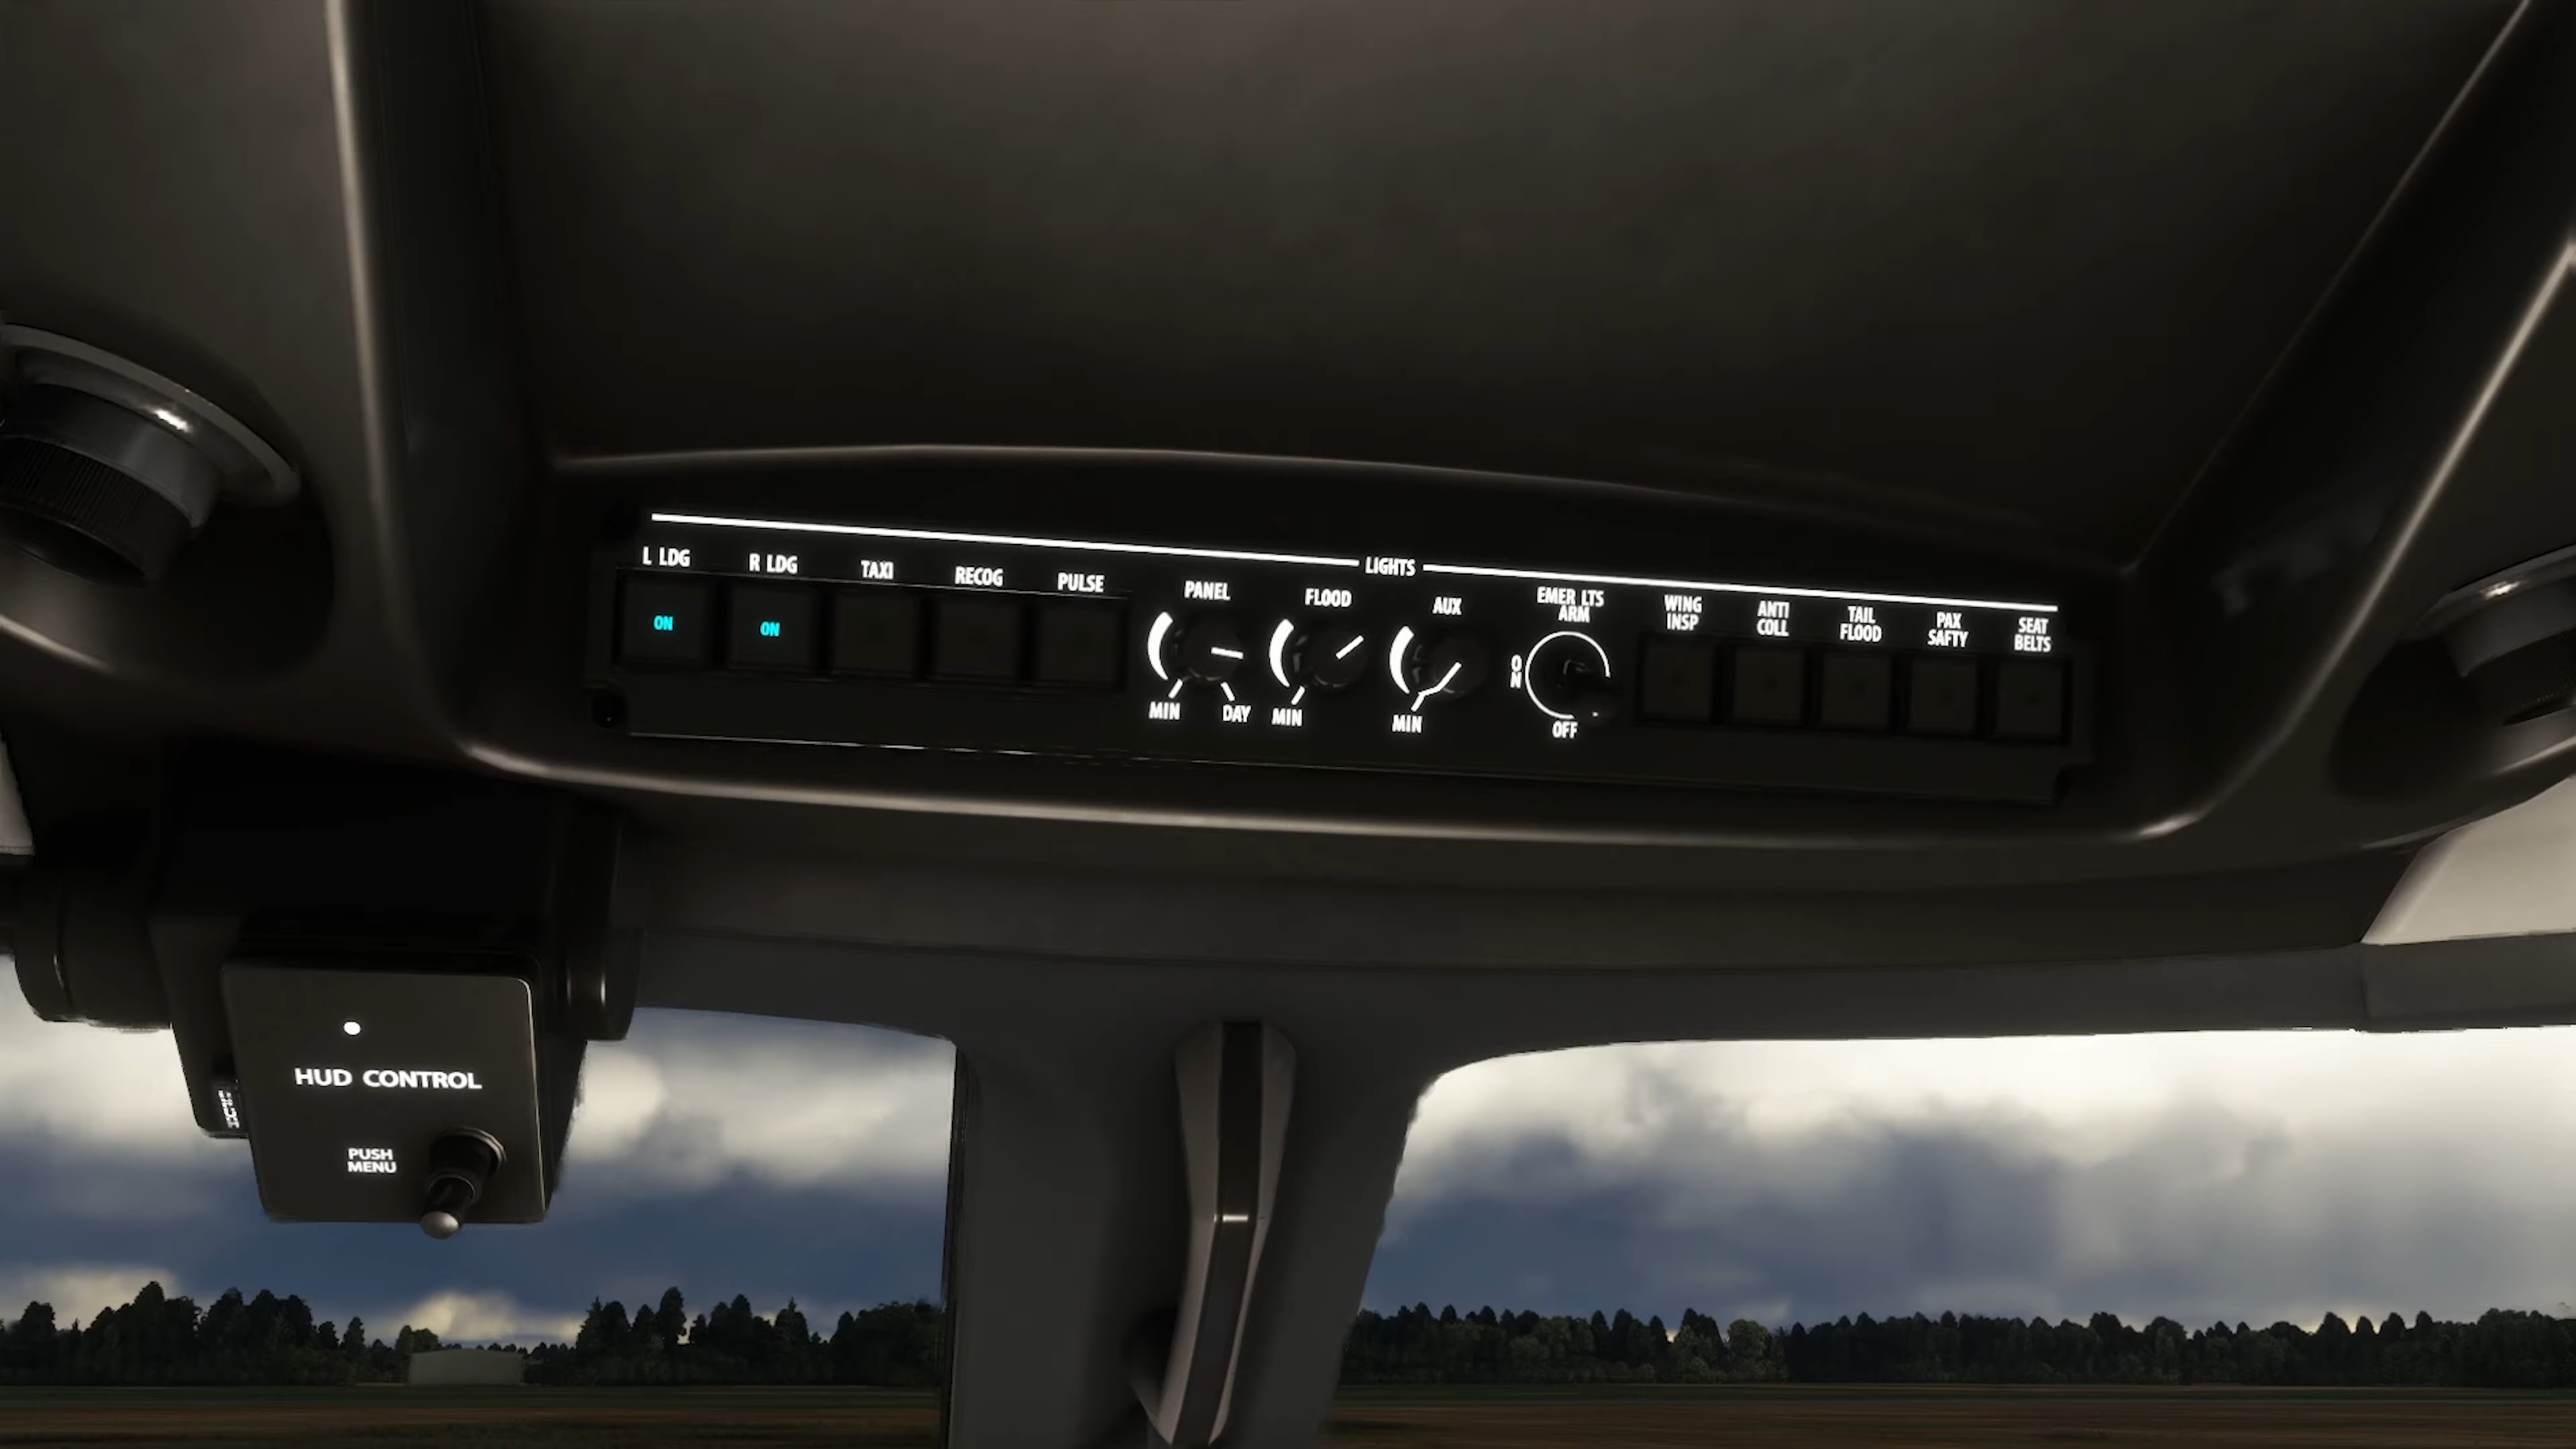 LIGHTS
L LDG
R LDG
TAXI
RECOG
PULSE
PANEL
FLOOD
AUX
EMER LTS
ARM
WING
INSP
ANTI
COLL
TAIL
FLOOD
PAX
SAFTY
SEAT
BELTS
ON
ON
ON
MIN
DAY
MIN
MIN
OFF
HUD CONTROL
PUSH
MENU